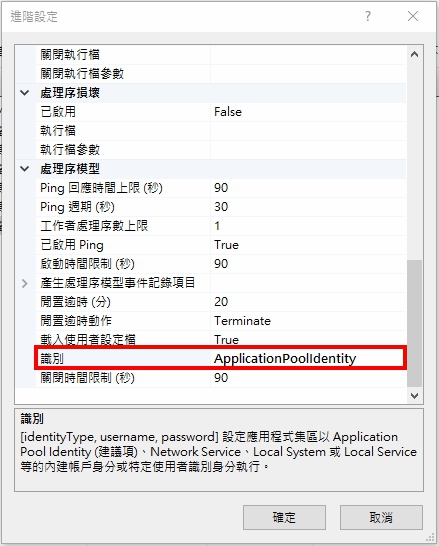 進階設定
關閉執行檔
關閉執行檔參數
處理序損壞
已啟用 False
執行檔
執行檔參數
處理序模型
Ping 回應時間上限 (秒) 90
Ping 週期 (秒) 30
工作者處理序數上限 1
已啟用 Ping True
啟動時間限制 (秒) 90
產生處理序模型事件記錄項目
閒置逾時 (分) 20
閒置逾時動作 Terminate
載入使用者設定檔 True
識別 ApplicationPoolIdentity
關閉時間限制 (秒) 90
識別
[identityType, username, password] 設定應用程式集區以 Application
Pool Identity (建議項)、Network Service、Local System 或 Local Service
等的內建帳戶身分或特定使用者識別身分執行。
確定 取消